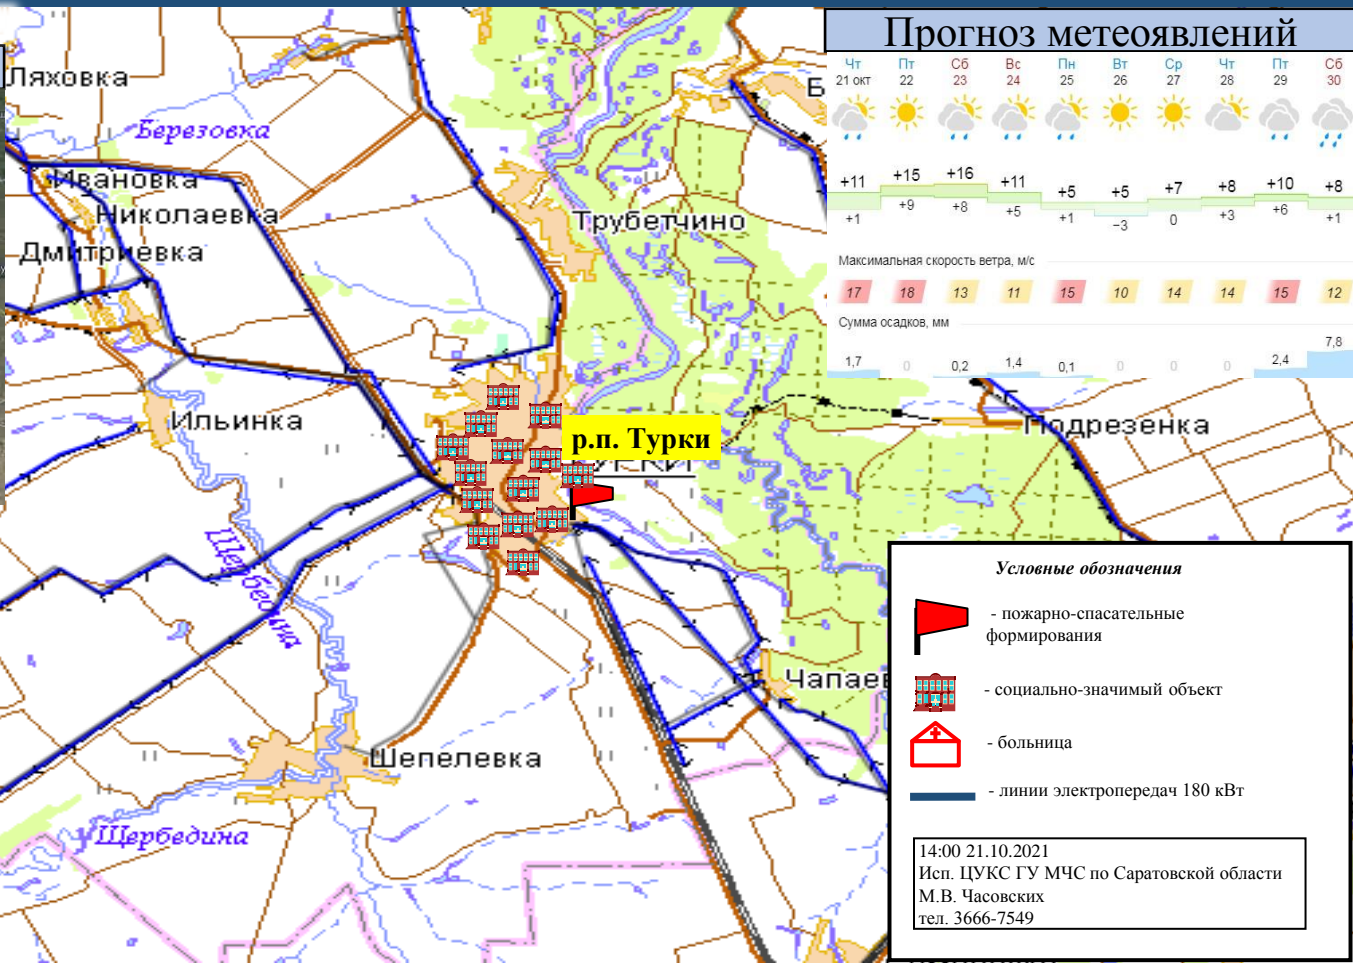 Прогноз метеоявлений
Чт Пт Сб Вс Пн Вт Ср Чт Пт Сб
21 окт 22 23 24 25 26 27 28 29 30
+11 +15 +16 +11 +5 +5 +7 +8 +10 +8
+1 +9 +8 +5 +1 −3 0 +3 +6 +1
Максимальная скорость ветра, м/с
17 18 13 11 15 10 14 14 15 12
Сумма осадков, мм
1,7 0 0,2 1,4 0,1 0 0 0 2,4 7,8
Ляховка
Березовка
Ивановка
Николаевка
Дмитриевка
Трубетчино
Ильинка
р.п. Турки
Подрезенка
Щербедина
Чапаев
Шепелевка
Щербедина
Условные обозначения
- пожарно-спасательные
формирования
- социально-значимый объект
- больница
- линии электропередач 180 кВт
14:00 21.10.2021
Исп. ЦУКС ГУ МЧС по Саратовской области
М.В. Часовских
тел. 3666-7549